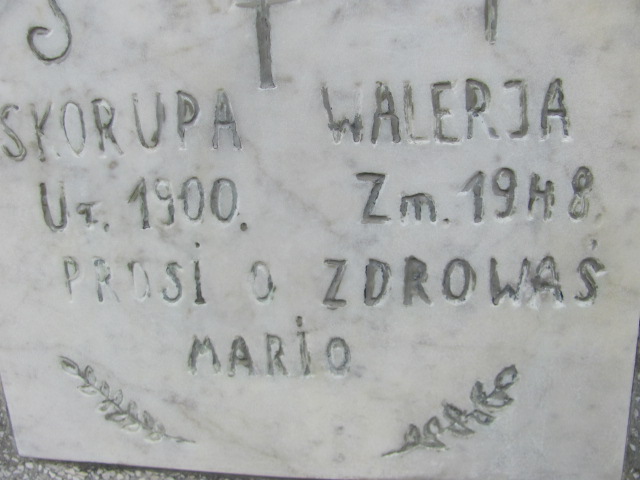 SKORUPA WALERJA
Ur. 1900. Zm. 1948.
PROSI O ZDROWAŚ
MARIO